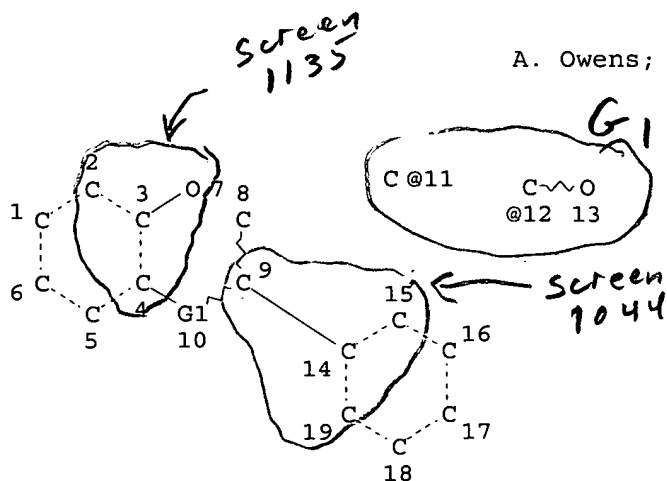 screen
1135
A. Owens;
G1
C @11 C O
@12 13
2
C O 7 8
1 C C 3 C
C C 9
6 C C G1 C
5 4 10
screen
1044
15
C
14 C C 16
C C
19 C 17
18